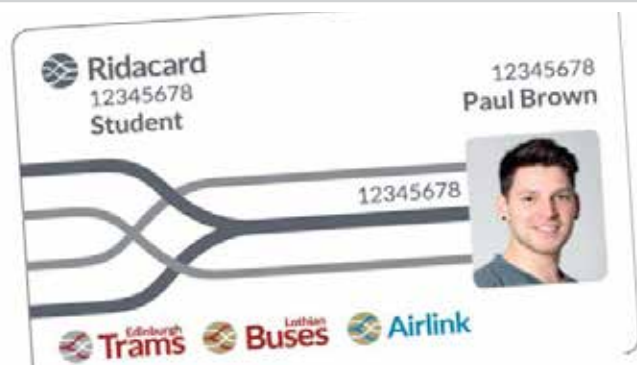 Ridacard
12345678
Student
12345678
Paul Brown
12345678
Edinburgh
Trams
Lothian
Buses
Airlink